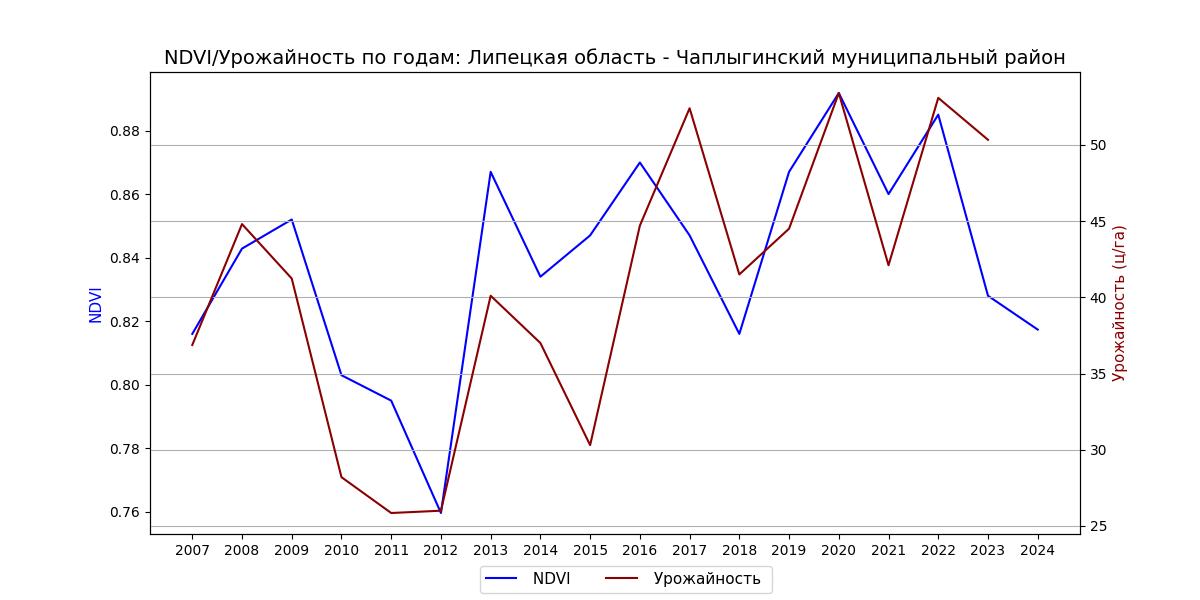 NDVI/Урожайность по годам: Липецкая область - Чаплыгинский муниципальный район
0.88
0.86
0.84
0.82
0.80
0.78
0.76
NDVI
50
45
40
35
30
25
Урожайность (ц/га)
2007 2008 2009 2010 2011 2012 2013 2014 2015 2016 2017 2018 2019 2020 2021 2022 2023 2024
NDVI Урожайность